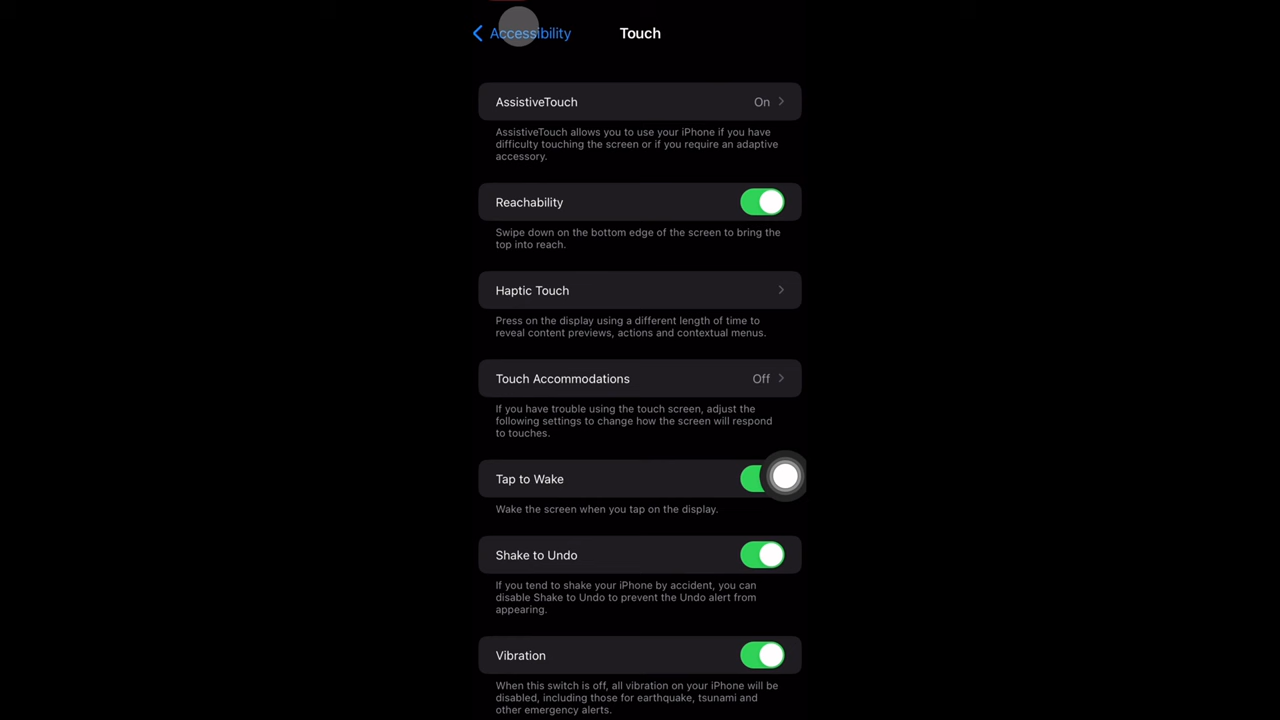 Accessibility
Touch
AssistiveTouch On
AssistiveTouch allows you to use your iPhone if you have
difficulty touching the screen or if you require an adaptive
accessory.
Reachability
Swipe down on the bottom edge of the screen to bring the
top into reach.
Haptic Touch
Press on the display using a different length of time to
reveal content previews, actions and contextual menus.
Touch Accommodations Off
If you have trouble using the touch screen, adjust the
following settings to change how the screen will respond
to touches.
Tap to Wake
Wake the screen when you tap on the display.
Shake to Undo
If you tend to shake your iPhone by accident, you can
disable Shake to Undo to prevent the Undo alert from
appearing.
Vibration
When this switch is off, all vibration on your iPhone will be
disabled, including those for earthquake, tsunami and
other emergency alerts.